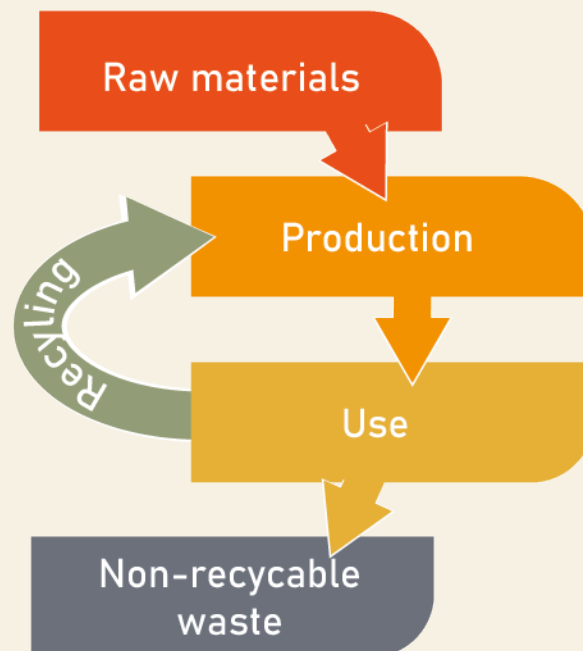 Raw materials
Production
Recyling
Use
Non-recycable
waste